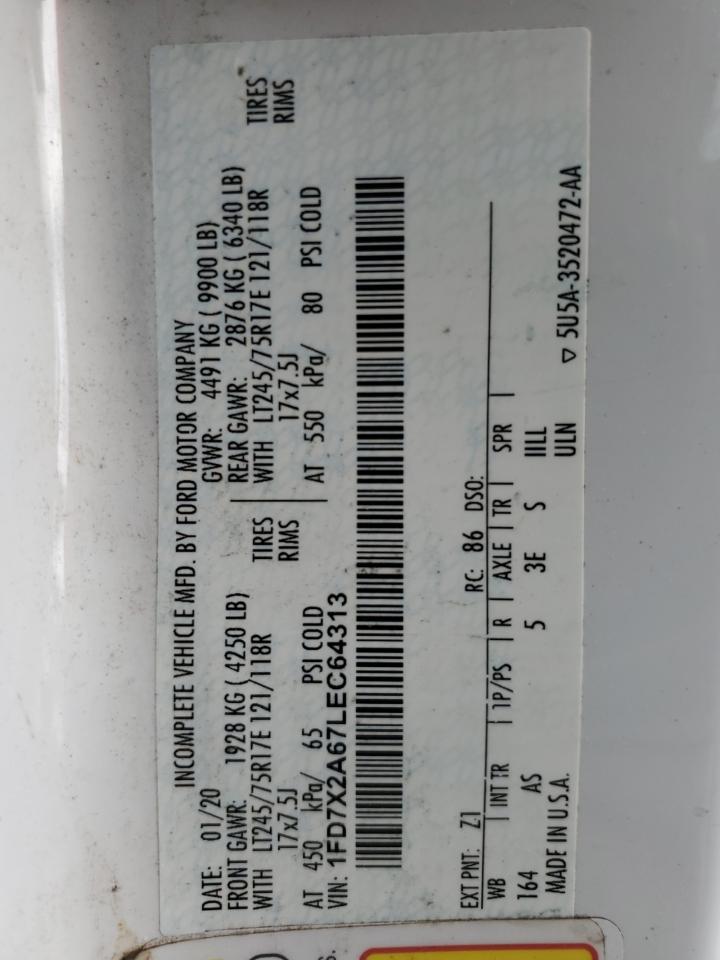 INCOMPLETE VEHICLE MFD. BY FORD MOTOR COMPANY
DATE: 01/20 GVWR: 4491 KG ( 9900 LB)
FRONT GAWR: 1928 KG ( 4250 LB) REAR GAWR: 2876 KG ( 6340 LB)
WITH LT245/75R17E 121/118R TIRES WITH LT245/75R17E 121/118R TIRES
17x7.5J RIMS 17x7.5J RIMS
AT 450 kPa/ 65 PSI COLD AT 550 kPa/ 80 PSI COLD
VIN: 1FD7X2A67LEC64313
EXT PNT: Z1 RC: 86 DSO:
WB INT TR TP/PS R AXLE TR SPR
164 AS 5 3E S IILL
MADE IN U.S.A. ULN ▽ 5U5A-3520472-AA
S.